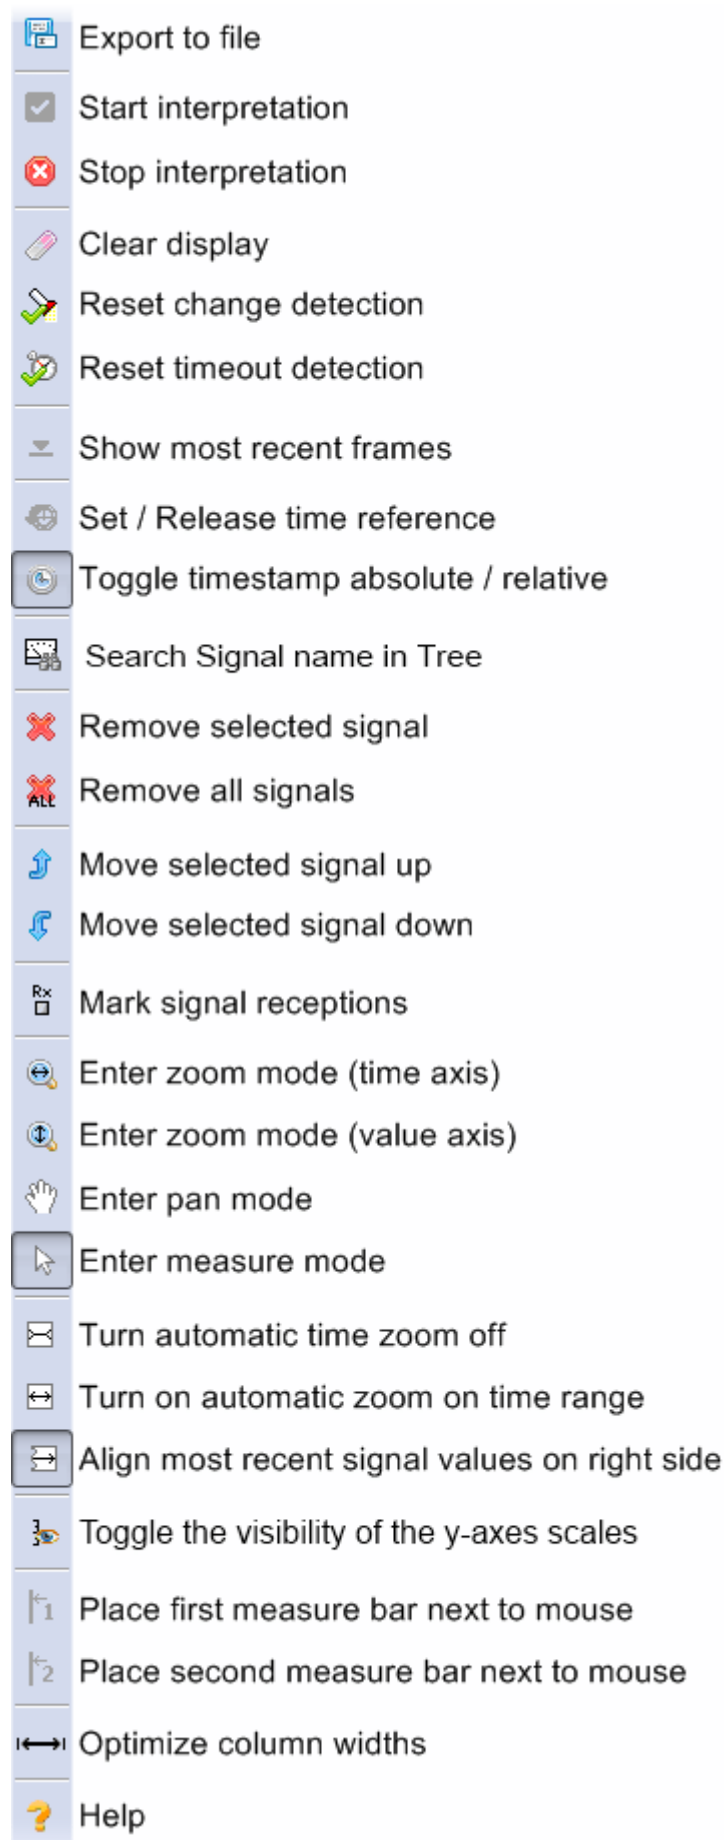 Export to file
Start interpretation
Stop interpretation
Clear display
Reset change detection
Reset timeout detection
Show most recent frames
Set / Release time reference
Toggle timestamp absolute / relative
Search Signal name in Tree
Remove selected signal
ALL Remove all signals
Move selected signal up
Move selected signal down
Rx Mark signal receptions
Enter zoom mode (time axis)
Enter zoom mode (value axis)
Enter pan mode
Enter measure mode
Turn automatic time zoom off
Turn on automatic zoom on time range
Align most recent signal values on right side
Toggle the visibility of the y-axes scales
1 Place first measure bar next to mouse
2 Place second measure bar next to mouse
Optimize column widths
? Help